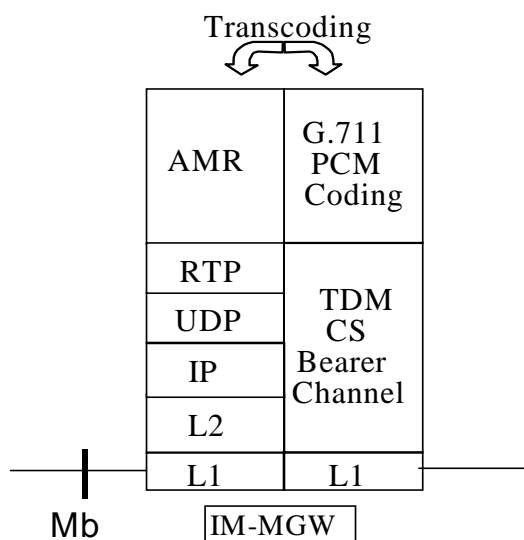 Transcoding
AMR
G.711
PCM
Coding
RTP
UDP
IP
L2
TDM
CS
Bearer
Channel
L1
L1
Mb
IM-MGW